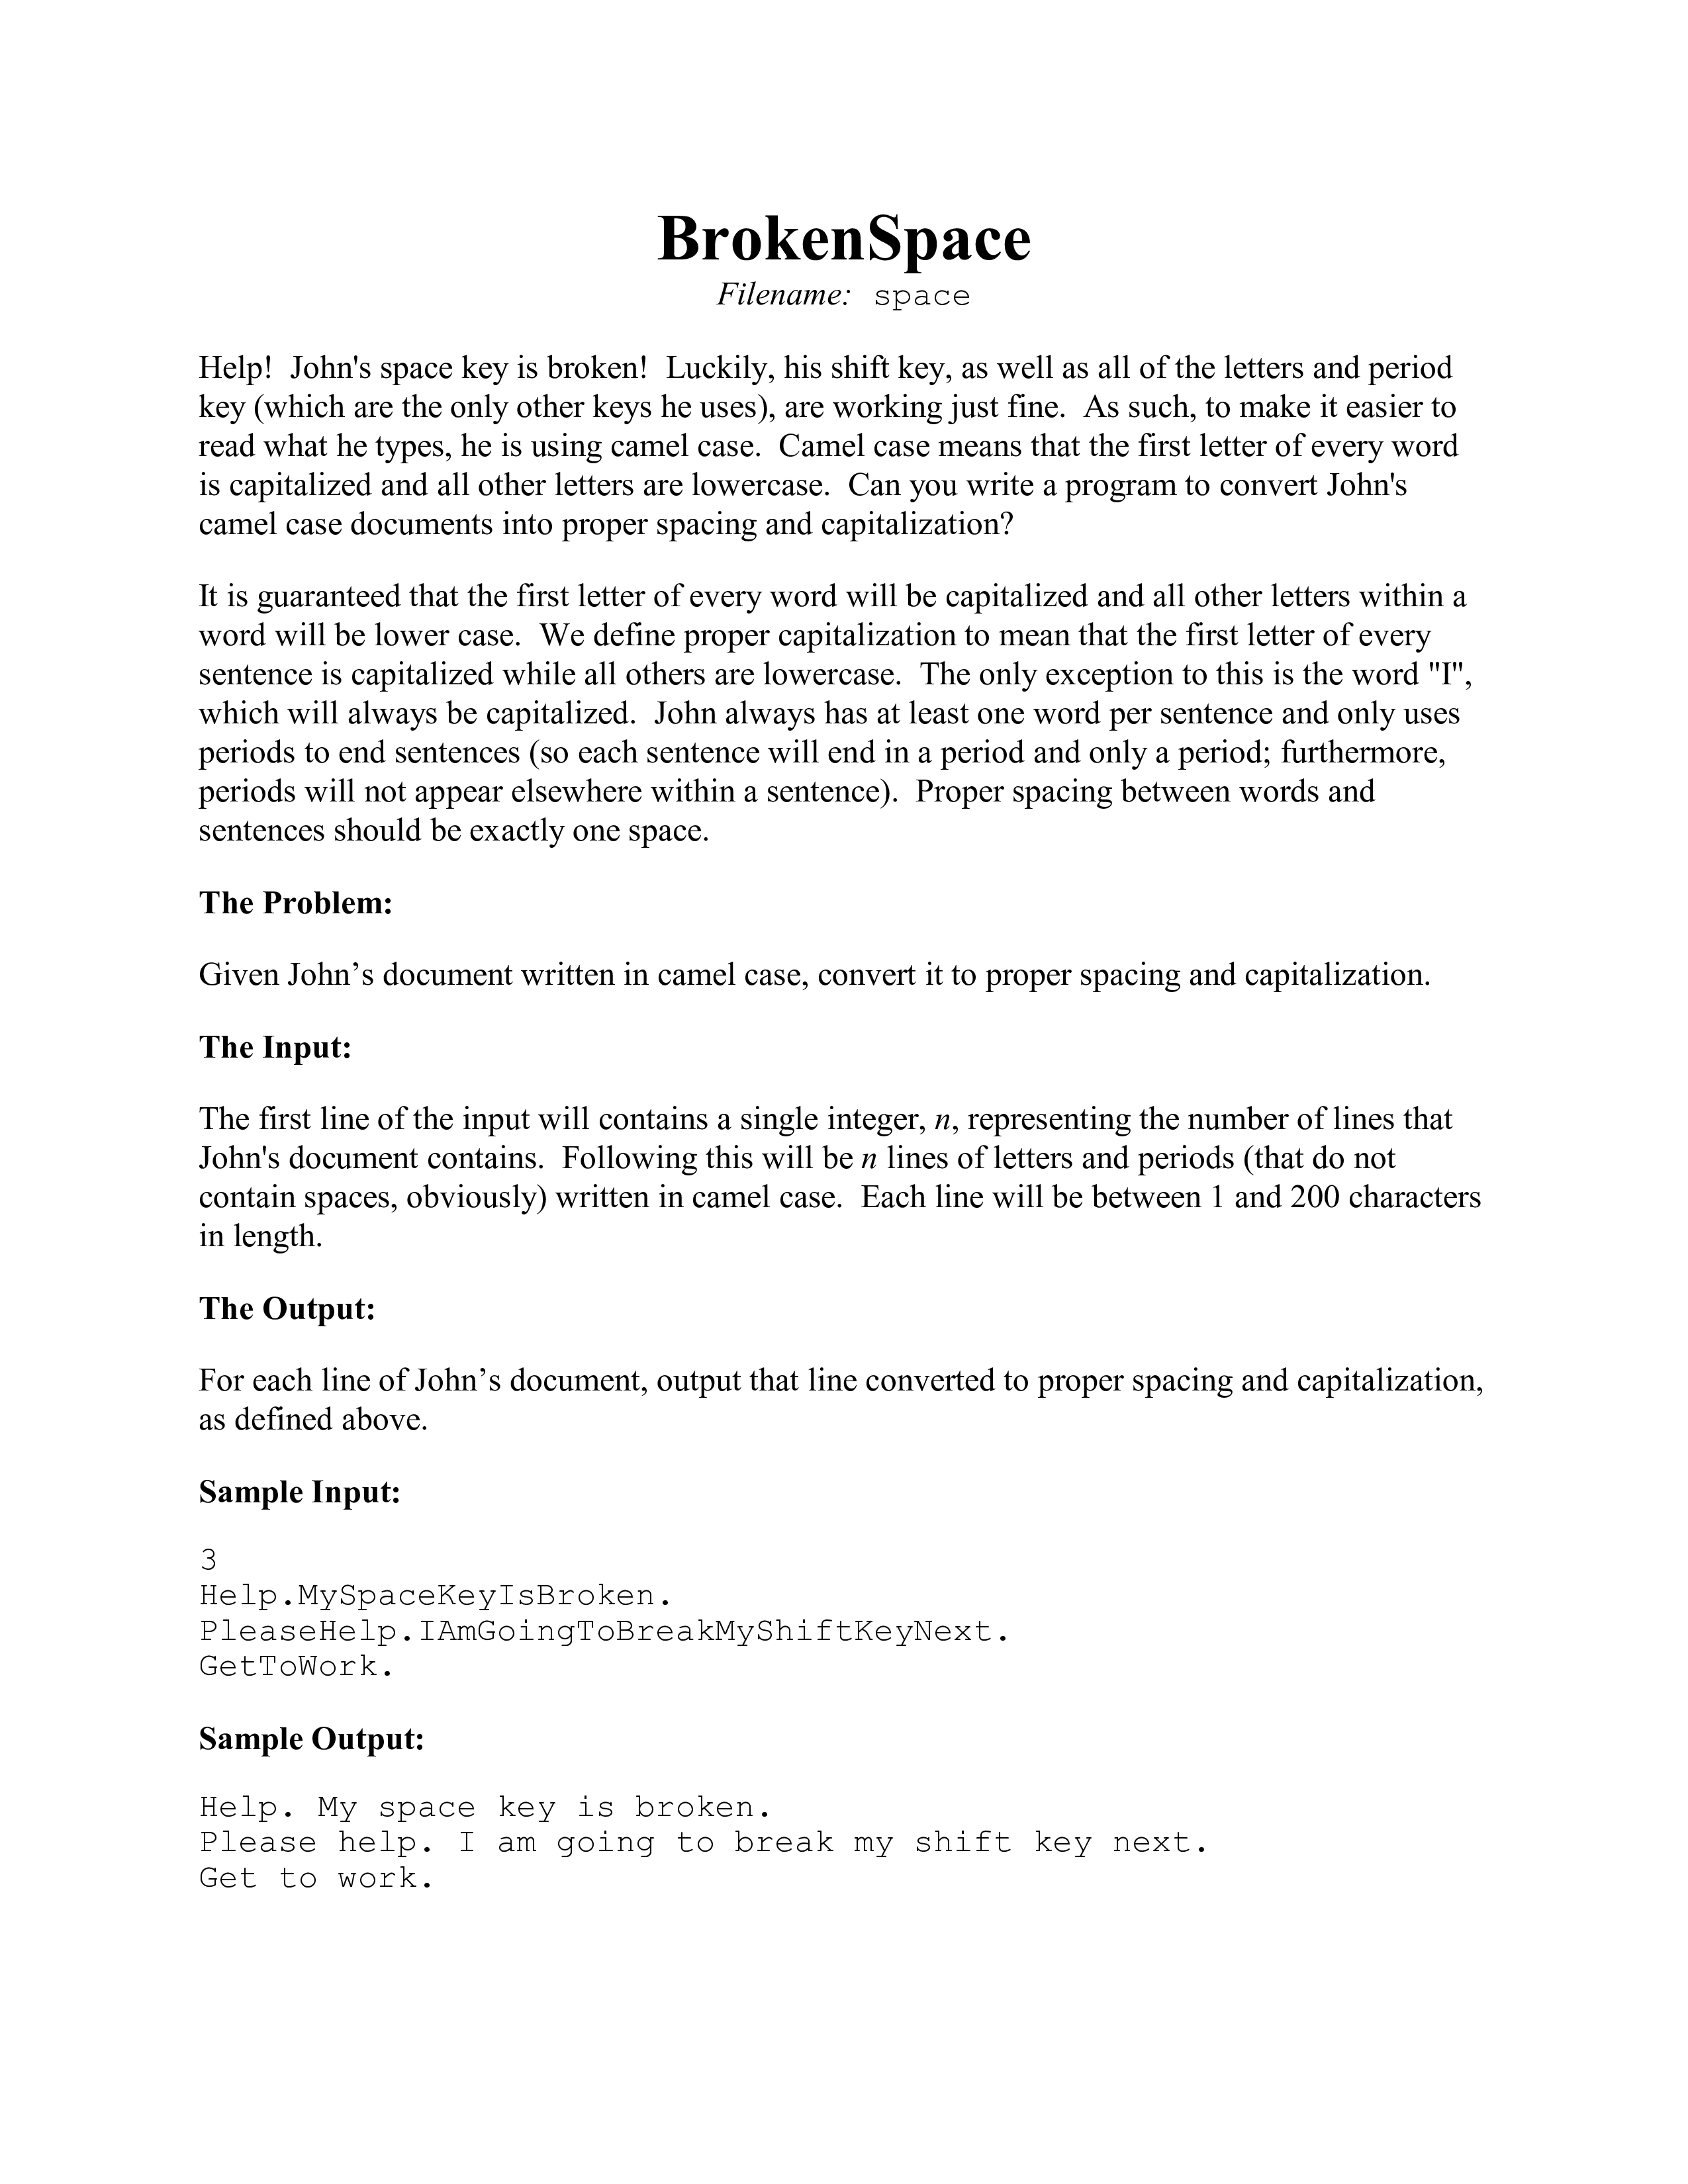 BrokenSpace
Filename: space
Help! John's space key is broken! Luckily, his shift key, as well as all of the letters and period
key (which are the only other keys he uses), are working just fine. As such, to make it easier to
read what he types, he is using camel case. Camel case means that the first letter of every word
is capitalized and all other letters are lowercase. Can you write a program to convert John's
camel case documents into proper spacing and capitalization?
It is guaranteed that the first letter of every word will be capitalized and all other letters within a
word will be lower case. We define proper capitalization to mean that the first letter of every
sentence is capitalized while all others are lowercase. The only exception to this is the word "I",
which will always be capitalized. John always has at least one word per sentence and only uses
periods to end sentences (so each sentence will end in a period and only a period; furthermore,
periods will not appear elsewhere within a sentence). Proper spacing between words and
sentences should be exactly one space.
The Problem:
Given John’s document written in camel case, convert it to proper spacing and capitalization.
The Input:
The first line of the input will contains a single integer, n, representing the number of lines that
John's document contains. Following this will be n lines of letters and periods (that do not
contain spaces, obviously) written in camel case. Each line will be between 1 and 200 characters
in length.
The Output:
For each line of John’s document, output that line converted to proper spacing and capitalization,
as defined above.
Sample Input:
3
Help.MySpaceKeyIsBroken.
PleaseHelp.IAmGoingToBreakMyShiftKeyNext.
GetToWork.
Sample Output:
Help. My space key is broken.
Please help. I am going to break my shift key next.
Get to work.